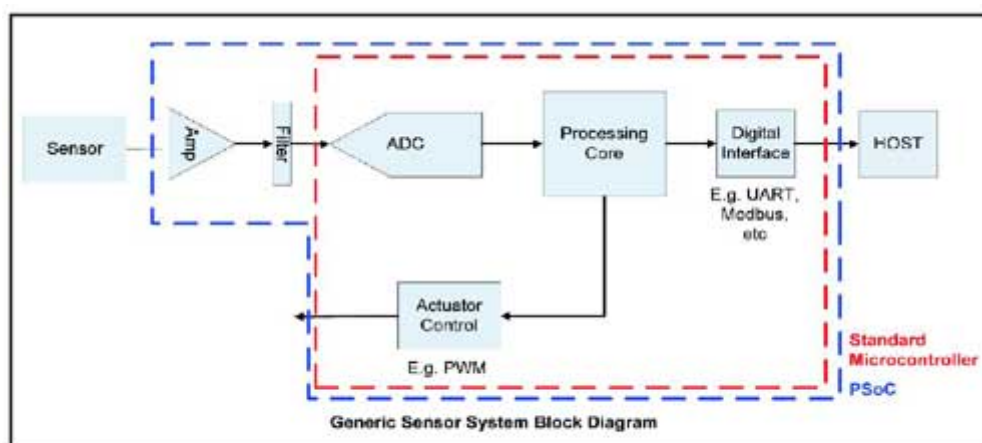 Sensor
Amp
Filter
ADC
Processing
Core
Digital
Interface
HOST
E.g. UART,
Modbus,
etc
Actuator
Control
E.g. PWM
Standard
Microcontroller
PSoC
Generic Sensor System Block Diagram